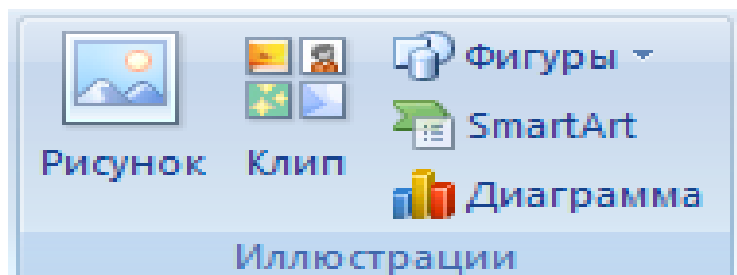 Рисунок
Клип
Фигуры
SmartArt
Диаграмма
Иллюстрации